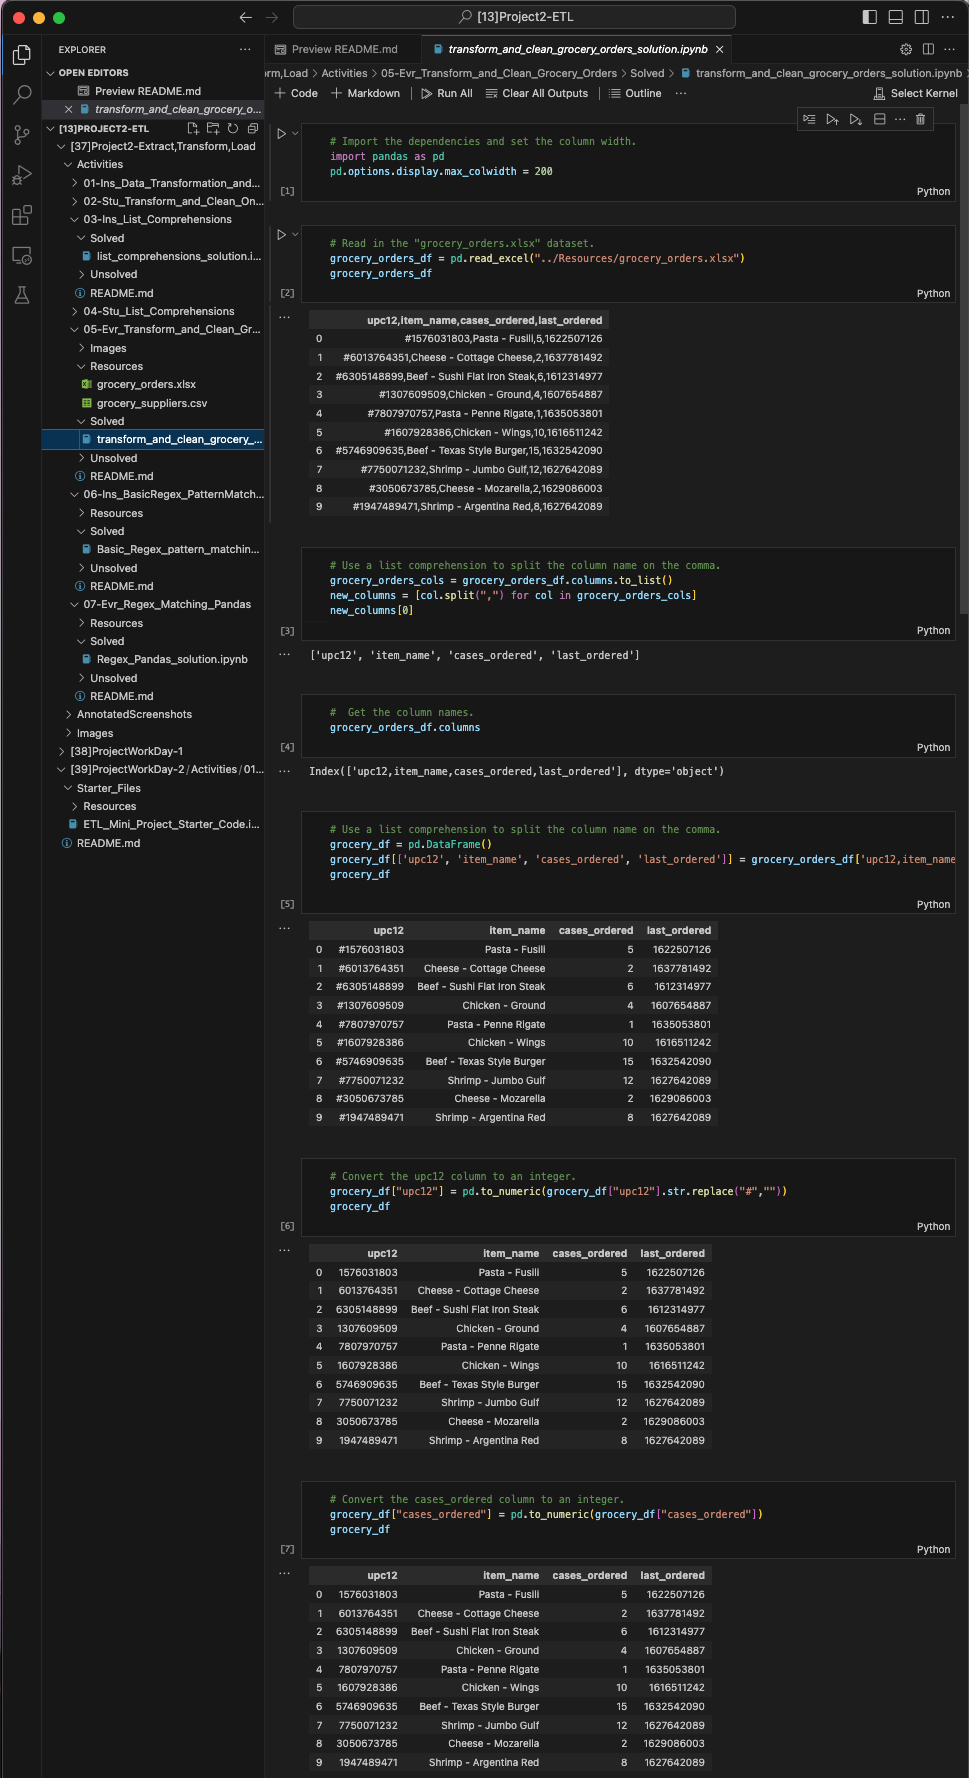 [13]Project2-ETL
EXPLORER
OPEN EDITORS
Preview README.md
transform_and_clean_grocery_o...
[13]PROJECT2-ETL
[37]Project2-Extract,Transform,Load
Activities
01-Ins_Data_Transformation_and...
02-Stu_Transform_and_Clean_On...
03-Ins_List_Comprehensions
Solved
list_comprehensions_solution.i...
Unsolved
README.md
04-Stu_List_Comprehensions
05-Evr_Transform_and_Clean_Gr...
Images
Resources
grocery_orders.xlsx
grocery_suppliers.csv
Solved
transform_and_clean_grocery_...
Unsolved
README.md
06-Ins_BasicRegex_PatternMatch...
Resources
Solved
Basic_Regex_pattern_matchin...
Unsolved
README.md
07-Evr_Regex_Matching_Pandas
Resources
Solved
Regex_Pandas_solution.ipynb
Unsolved
README.md
AnnotatedScreenshots
Images
[38]ProjectWorkDay-1
[39]ProjectWorkDay-2/Activities/01...
Starter_Files
Resources
ETL_Mini_Project_Starter_Code.i...
README.md
Preview README.md
transform_and_clean_grocery_orders_solution.ipynb
rm,Load > Activities > 05-Evr_Transform_and_Clean_Grocery_Orders > Solved > transform_and_clean_grocery_orders_solution.ipynb >
+ Code + Markdown Run All Clear All Outputs Outline ... Select Kernel
# Import the dependencies and set the column width.
import pandas as pd
pd.options.display.max_colwidth = 200
[1] Python
# Read in the "grocery_orders.xlsx" dataset.
grocery_orders_df = pd.read_excel("../Resources/grocery_orders.xlsx")
grocery_orders_df
[2] Python
upc12,item_name,cases_ordered,last_ordered
0 #1576031803,Pasta - Fusili,5,1622507126
1 #6013764351,Cheese - Cottage Cheese,2,1637781492
2 #6305148899,Beef - Sushi Flat Iron Steak,6,1612314977
3 #1307609509,Chicken - Ground,4,1607654887
4 #7807970757,Pasta - Penne Rigate,1,1635053801
5 #1607928386,Chicken - Wings,10,1616511242
6 #5746909635,Beef - Texas Style Burger,15,1632542090
7 #7750071232,Shrimp - Jumbo Gulf,12,1627642089
8 #3050673785,Cheese - Mozarella,2,1629086003
9 #1947489471,Shrimp - Argentina Red,8,1627642089
# Use a list comprehension to split the column name on the comma.
grocery_orders_cols = grocery_orders_df.columns.to_list()
new_columns = [col.split(",") for col in grocery_orders_cols]
new_columns[0]
[3] Python
['upc12', 'item_name', 'cases_ordered', 'last_ordered']
#  Get the column names.
grocery_orders_df.columns
[4] Python
Index(['upc12,item_name,cases_ordered,last_ordered'], dtype='object')
# Use a list comprehension to split the column name on the comma.
grocery_df = pd.DataFrame()
grocery_df[['upc12', 'item_name', 'cases_ordered', 'last_ordered']] = grocery_orders_df['upc12,item_name
grocery_df
[5] Python
upc12 item_name cases_ordered last_ordered
0 #1576031803 Pasta - Fusili 5 1622507126
1 #6013764351 Cheese - Cottage Cheese 2 1637781492
2 #6305148899 Beef - Sushi Flat Iron Steak 6 1612314977
3 #1307609509 Chicken - Ground 4 1607654887
4 #7807970757 Pasta - Penne Rigate 1 1635053801
5 #1607928386 Chicken - Wings 10 1616511242
6 #5746909635 Beef - Texas Style Burger 15 1632542090
7 #7750071232 Shrimp - Jumbo Gulf 12 1627642089
8 #3050673785 Cheese - Mozarella 2 1629086003
9 #1947489471 Shrimp - Argentina Red 8 1627642089
# Convert the upc12 column to an integer.
grocery_df["upc12"] = pd.to_numeric(grocery_df["upc12"].str.replace("#",""))
grocery_df
[6] Python
upc12 item_name cases_ordered last_ordered
0 1576031803 Pasta - Fusili 5 1622507126
1 6013764351 Cheese - Cottage Cheese 2 1637781492
2 6305148899 Beef - Sushi Flat Iron Steak 6 1612314977
3 1307609509 Chicken - Ground 4 1607654887
4 7807970757 Pasta - Penne Rigate 1 1635053801
5 1607928386 Chicken - Wings 10 1616511242
6 5746909635 Beef - Texas Style Burger 15 1632542090
7 7750071232 Shrimp - Jumbo Gulf 12 1627642089
8 3050673785 Cheese - Mozarella 2 1629086003
9 1947489471 Shrimp - Argentina Red 8 1627642089
# Convert the cases_ordered column to an integer.
grocery_df["cases_ordered"] = pd.to_numeric(grocery_df["cases_ordered"])
grocery_df
[7] Python
upc12 item_name cases_ordered last_ordered
0 1576031803 Pasta - Fusili 5 1622507126
1 6013764351 Cheese - Cottage Cheese 2 1637781492
2 6305148899 Beef - Sushi Flat Iron Steak 6 1612314977
3 1307609509 Chicken - Ground 4 1607654887
4 7807970757 Pasta - Penne Rigate 1 1635053801
5 1607928386 Chicken - Wings 10 1616511242
6 5746909635 Beef - Texas Style Burger 15 1632542090
7 7750071232 Shrimp - Jumbo Gulf 12 1627642089
8 3050673785 Cheese - Mozarella 2 1629086003
9 1947489471 Shrimp - Argentina Red 8 1627642089